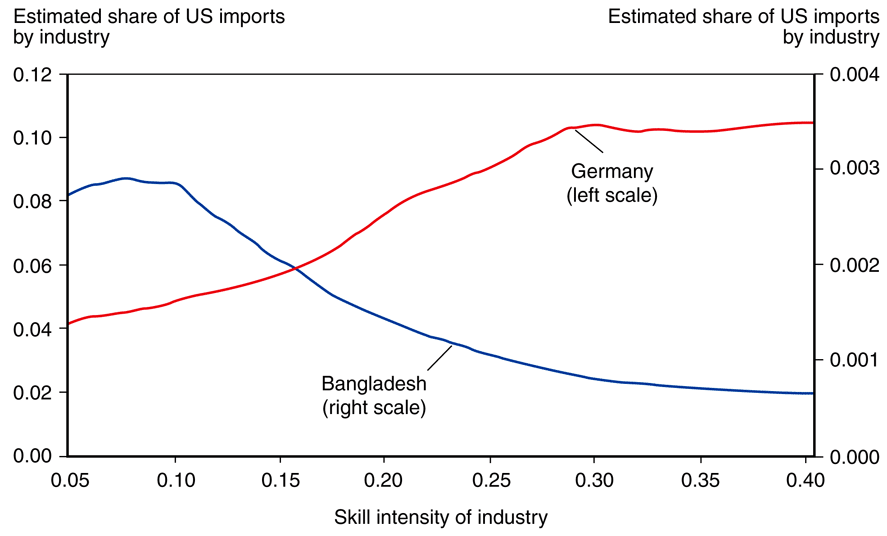 Estimated share of US imports
by industry
Estimated share of US imports
by industry
0.12
0.10
0.08
0.06
0.04
0.02
0.00
0.004
0.003
0.002
0.001
0.000
Germany
(left scale)
Bangladesh
(right scale)
0.05
0.10
0.15
0.20
0.25
0.30
0.35
0.40
Skill intensity of industry